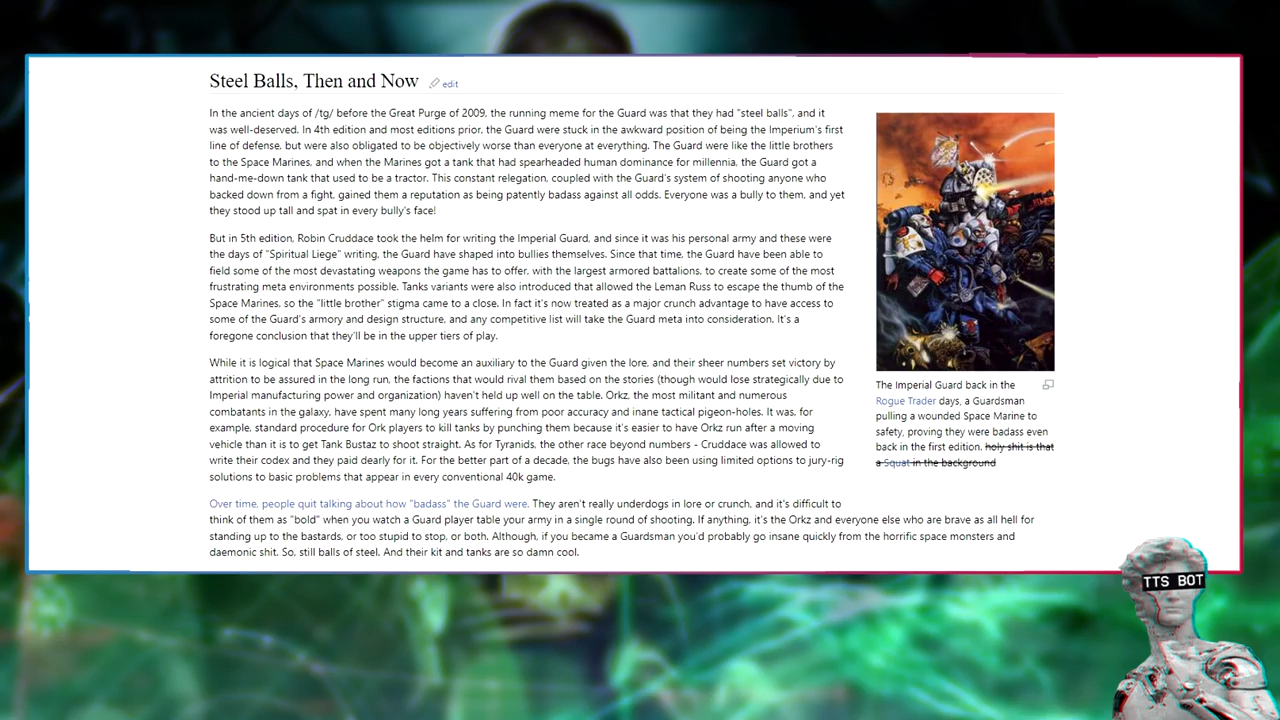 Steel Balls, Then and Now edit
In the ancient days of /tg/ before the Great Purge of 2009, the running meme for the Guard was that they had "steel balls", and it
was well-deserved. In 4th edition and most editions prior, the Guard were stuck in the awkward position of being the Imperium's first
line of defense, but were also obligated to be objectively worse than everyone at everything. The Guard were like the little brothers
to the Space Marines, and when the Marines got a tank that had spearheaded human dominance for millennia, the Guard got a
hand-me-down tank that used to be a tractor. This constant relegation, coupled with the Guard's system of shooting anyone who
backed down from a fight, gained them a reputation as being patently badass against all odds. Everyone was a bully to them, and yet
they stood up tall and spat in every bully's face!
But in 5th edition, Robin Cruddace took the helm for writing the Imperial Guard, and since it was his personal army and these were
the days of "Spiritual Liege" writing, the Guard have shaped into bullies themselves. Since that time, the Guard have been able to
field some of the most devastating weapons the game has to offer, with the largest armored battalions, to create some of the most
frustrating meta environments possible. Tanks variants were also introduced that allowed the Leman Russ to escape the thumb of the
Space Marines, so the "little brother" stigma came to a close. In fact it's now treated as a major crunch advantage to have access to
some of the Guard's armory and design structure, and any competitive list will take the Guard meta into consideration. It's a
foregone conclusion that they'll be in the upper tiers of play.
While it is logical that Space Marines would become an auxiliary to the Guard given the lore, and their sheer numbers set victory by
attrition to be assured in the long run, the factions that would rival them based on the stories (though would lose strategically due to
Imperial manufacturing power and organization) haven't held up well on the table. Orkz, the most militant and numerous
combatants in the galaxy, have spent many long years suffering from poor accuracy and inane tactical pigeon-holes. It was, for
example, standard procedure for Ork players to kill tanks by punching them because it's easier to have Orkz run after a moving
vehicle than it is to get Tank Bustaz to shoot straight. As for Tyranids, the other race beyond numbers - Cruddace was allowed to
write their codex and they paid dearly for it. For the better part of a decade, the bugs have also been using limited options to jury-rig
solutions to basic problems that appear in every conventional 40k game.
Over time, people quit talking about how "badass" the Guard were. They aren't really underdogs in lore or crunch, and it's difficult to
think of them as "bold" when you watch a Guard player table your army in a single round of shooting. If anything, it's the Orkz and everyone else who are brave as all hell for
standing up to the bastards, or too stupid to stop, or both. Although, if you became a Guardsman you'd probably go insane quickly from the horrific space monsters and
daemonic shit. So, still balls of steel. And their kit and tanks are so damn cool.
The Imperial Guard back in the
Rogue Trader days, a Guardsman
pulling a wounded Space Marine to
safety, proving they were badass even
back in the first edition. holy shit is that
a Squat in the background
TTS BOT